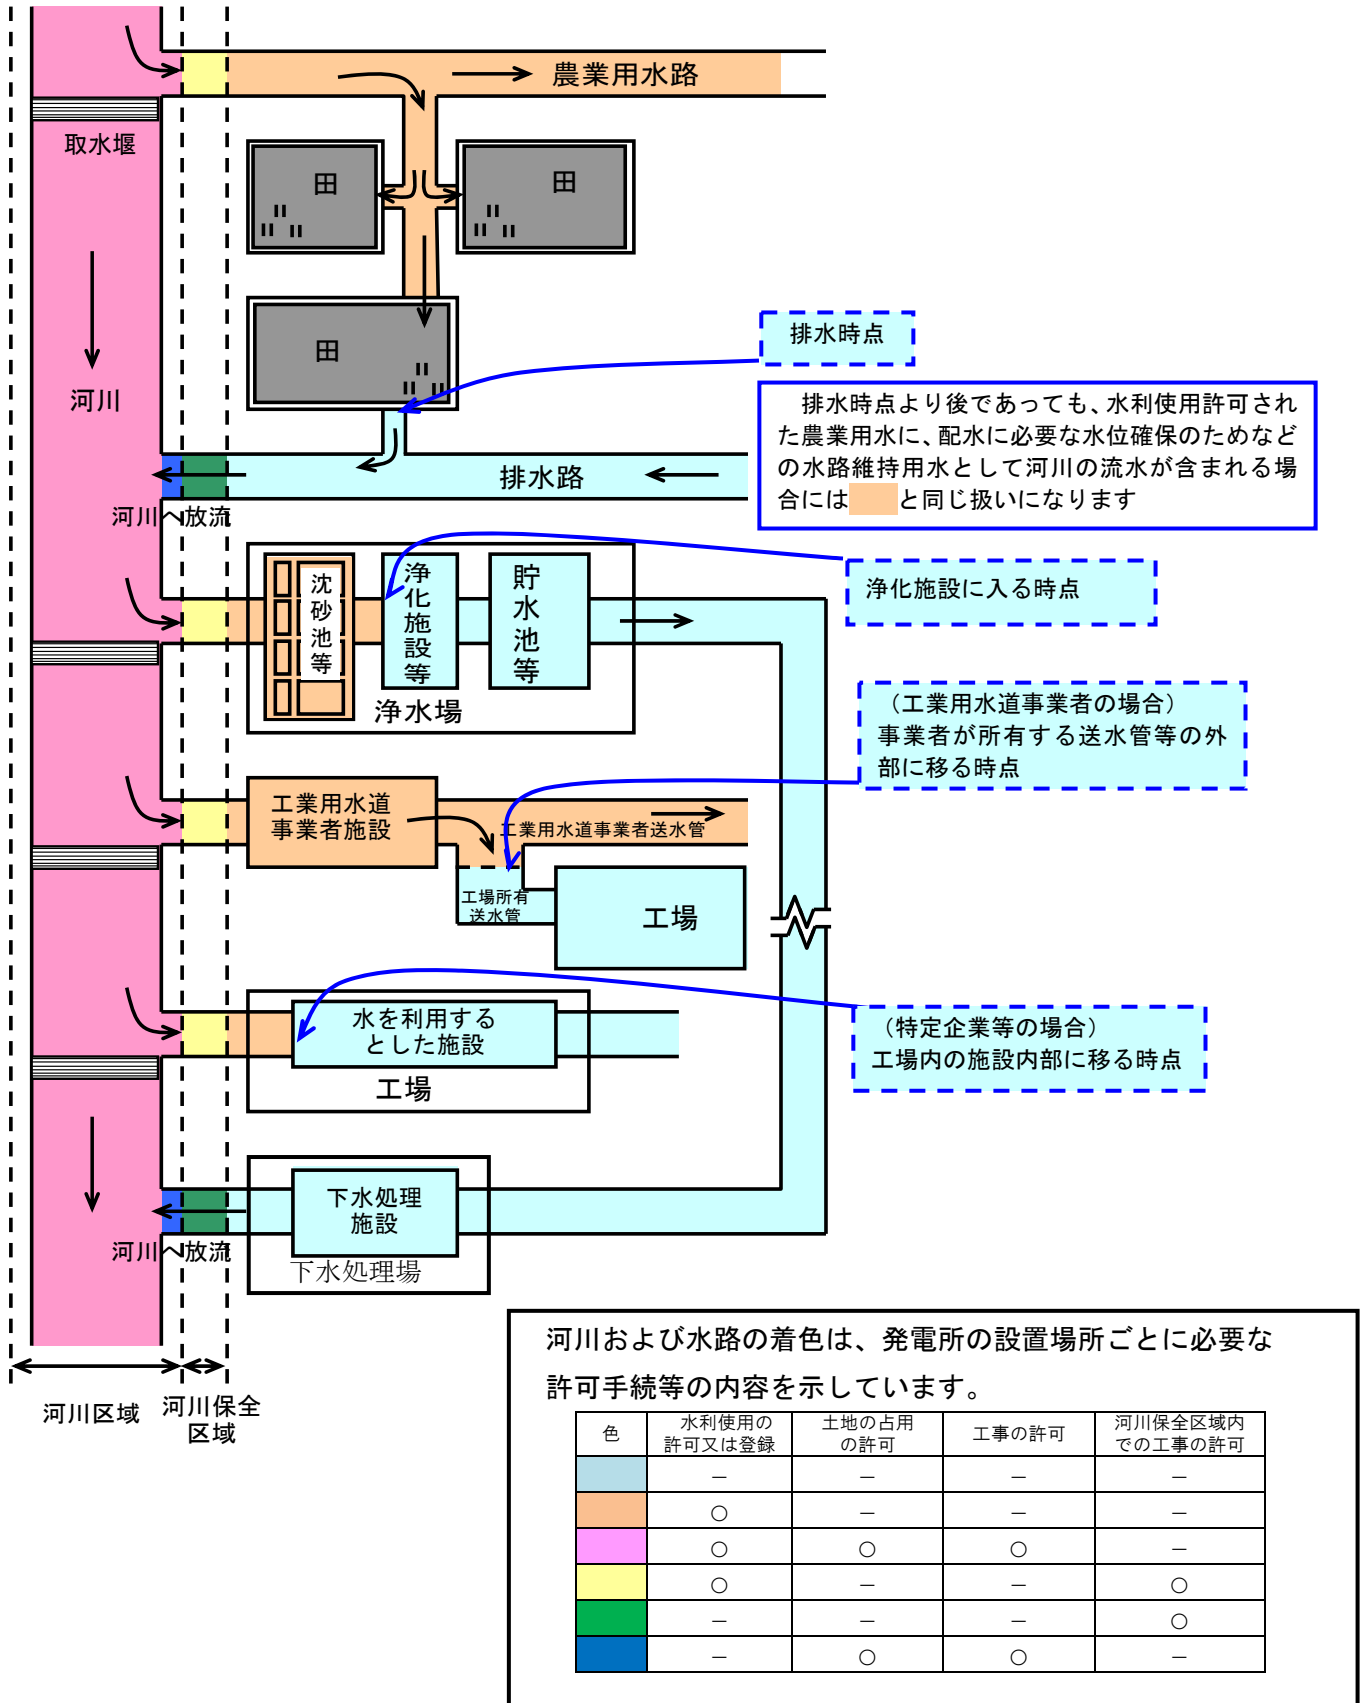 農業用水路
取水堰
田
田
田
排水時点
河川
排水時点より後であっても、水利使用許可され
た農業用水に、配水に必要な水位確保のためなど
の水路維持用水として河川の流水が含まれる場
合には　　と同じ扱いになります
排水路
河川へ放流
沈砂池等
浄化施設等
貯水池等
浄水場
浄化施設に入る時点
（工業用水道事業者の場合）
事業者が所有する送水管等の外
部に移る時点
工業用水道
事業者施設
工業用水道事業者送水管
工場所有
送水管
工場
水を利用する
とした施設
工場
（特定企業等の場合）
工場内の施設内部に移る時点
下水処理
施設
河川へ放流
下水処理場
河川区域
河川保全
区域
河川および水路の着色は、発電所の設置場所ごとに必要な
許可手続等の内容を示しています。
色 水利使用の許可又は登録 土地の占用の許可 工事の許可 河川保全区域内での工事の許可
－ － － －
○ － － －
○ ○ ○ －
○ － － ○
－ － － ○
－ ○ ○ －